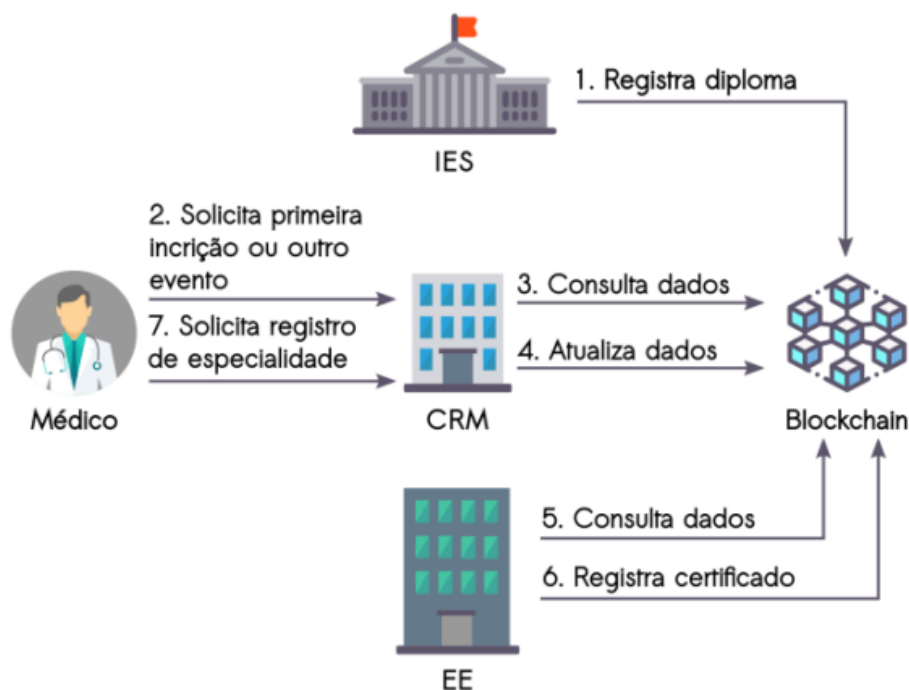 1. Registra diploma
IES
2. Solicita primeira
incrição ou outro
evento
3. Consulta dados
7. Solicita registro
de especialidade
4. Atualiza dados
Médico
CRM
Blockchain
5. Consulta dados
6. Registra certificado
EE